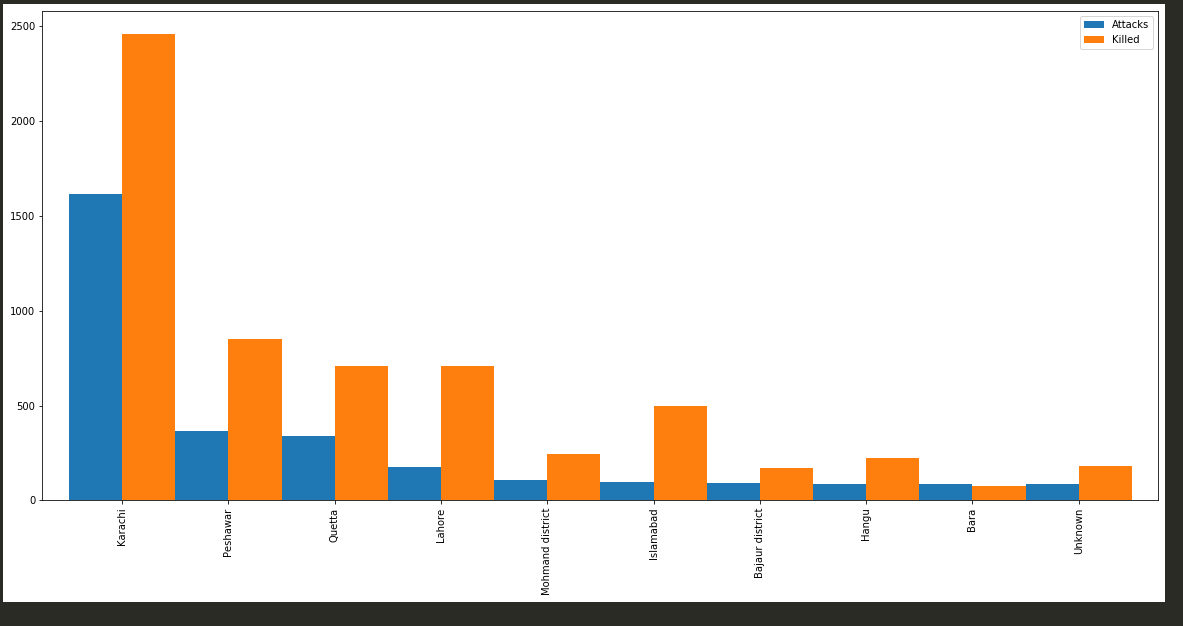 2500
2000
1500
1000
500
0
Attacks
Killed
Karachi
Peshawar
Quetta
Lahore
Mohmand district
Islamabad
Bajaur district
Hangu
Bara
Unknown